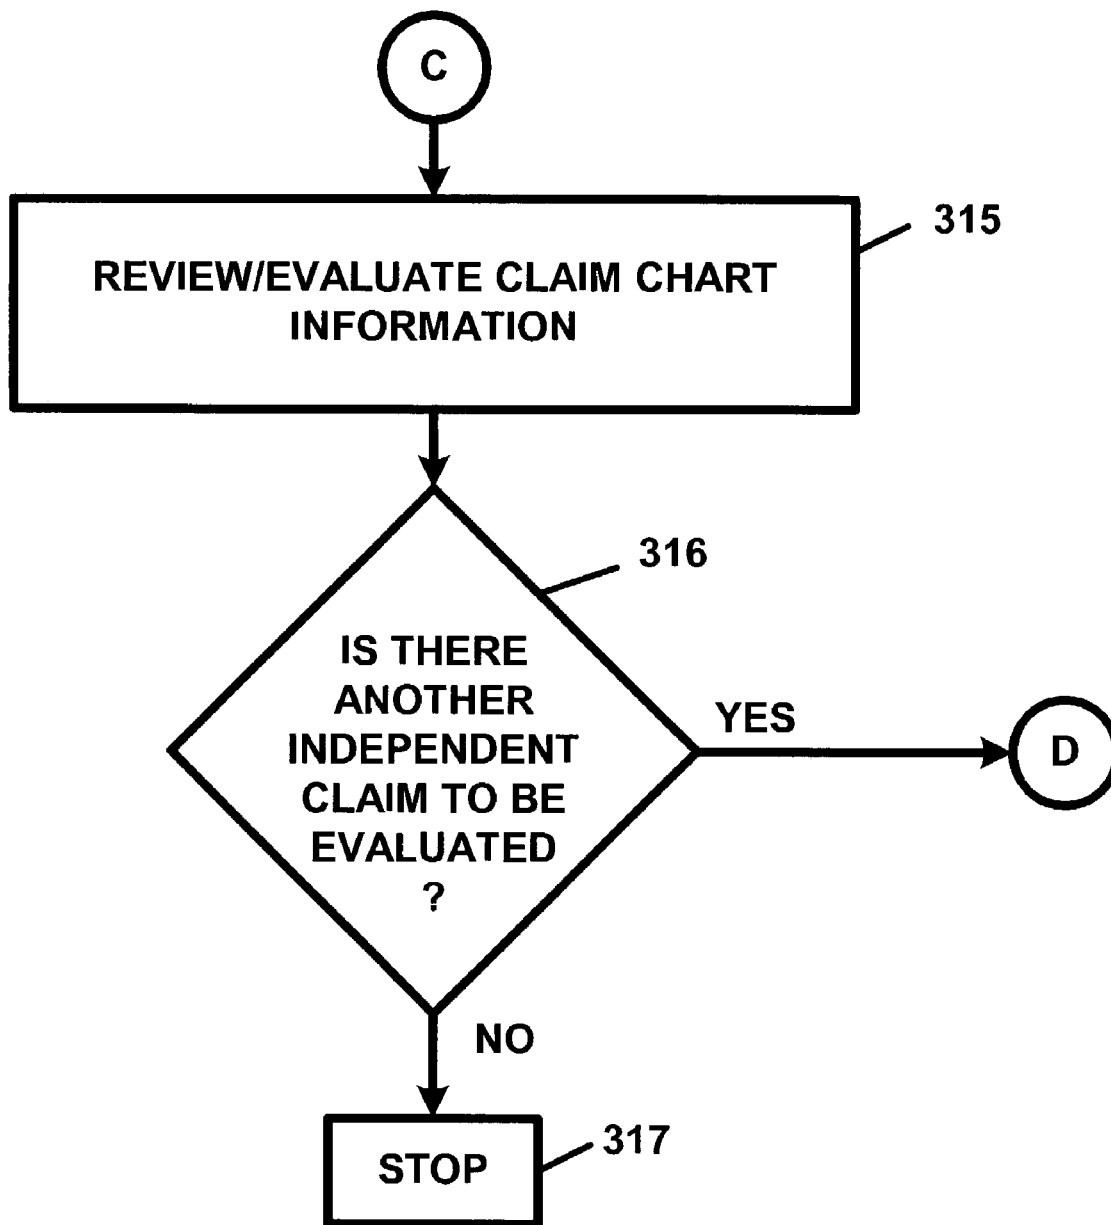 C
315
REVIEW/EVALUATE CLAIM CHART
INFORMATION
316
IS THERE
ANOTHER
INDEPENDENT
CLAIM TO BE
EVALUATED
?
YES
D
NO
STOP
317